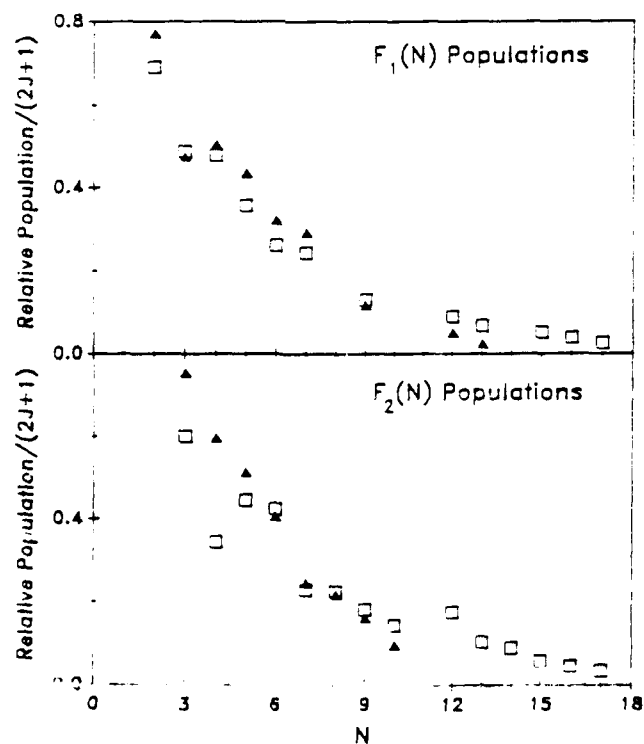 0.8
F1(N) Populations
0.4
0.0
Relative Population/(2J+1)
F2(N) Populations
0.4
Relative Population/(2J+1)
0 3 6 9 12 15 18
N